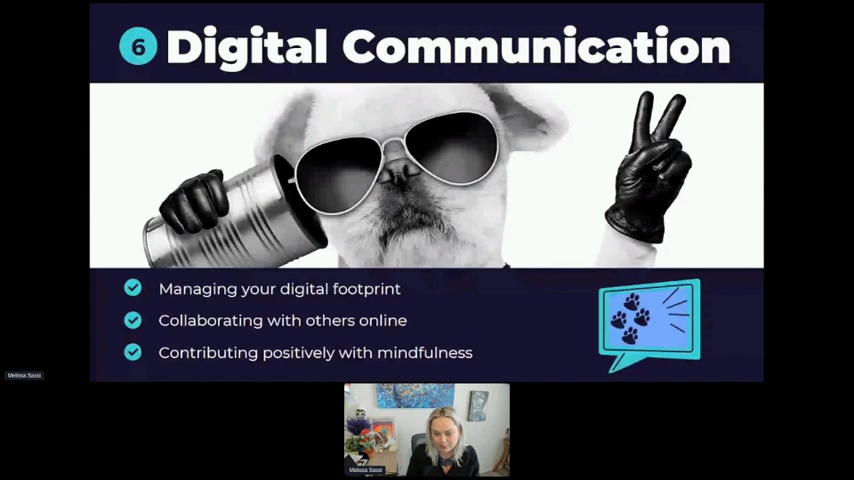 6 Digital Communication
Managing your digital footprint
Collaborating with others online
Contributing positively with mindfulness
Melissa Sassi
Melissa Sassi